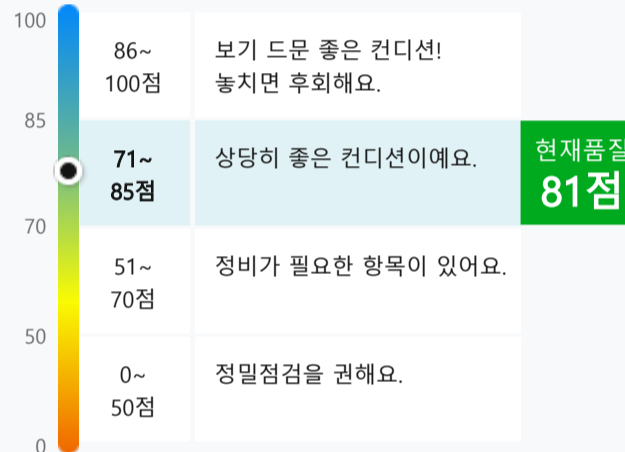 100
86~
100점
보기 드문 좋은 컨디션!
놓치면 후회해요.
85
71~
85점
상당히 좋은 컨디션이예요.
현재품질
81점
70
51~
70점
정비가 필요한 항목이 있어요.
50
0~
50점
정밀점검을 권해요.
0